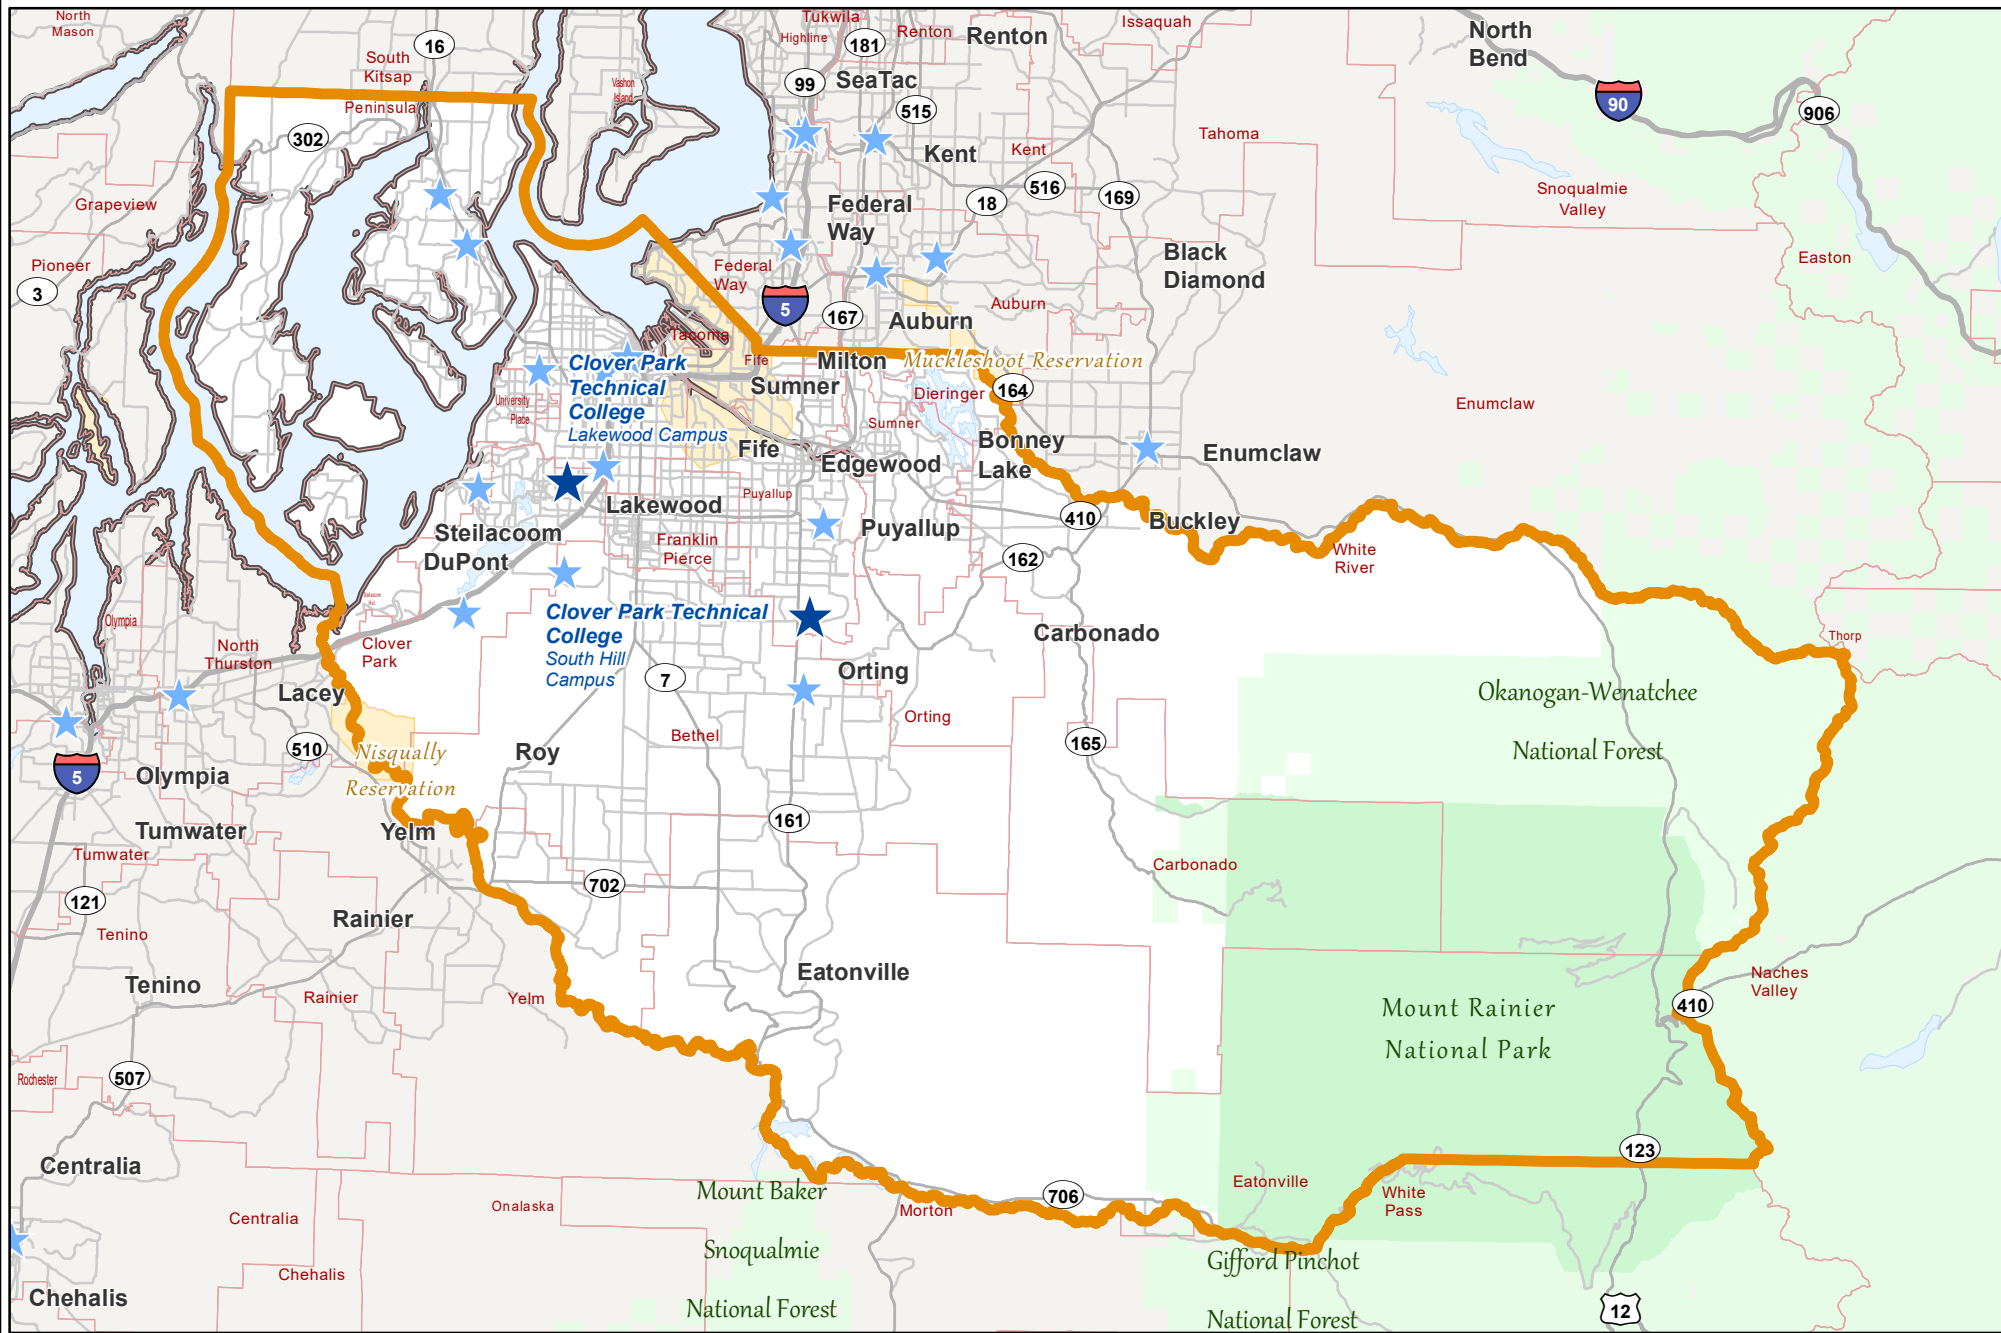 North
Mason
16
South
Kitsap
Peninsula
302
Vashon
Island
Tukwila
Highline
181
Renton
Renton
Issaquah
99
SeaTac
515
North
Bend
90
906
Tahoma
Kent
Kent
516
169
18
Snoqualmie
Valley
Grapeview
Federal
Way
Pioneer
3
Federal
Way
5
167
Black
Diamond
Easton
Auburn
Auburn
Tacoma
Fife
Milton
Muckleshoot Reservation
Clover Park
Technical
College
Lakewood Campus
Sumner
Dieringer
164
University
Place
Sumner
Enumclaw
Fife
Edgewood
Bonney
Lake
Enumclaw
Lakewood
Puyallup
Puyallup
410
Buckley
Steilacoom
DuPont
Franklin
Pierce
162
White
River
Clover Park Technical
College
South Hill
Campus
Olympia
North
Thurston
Clover
Park
Carbonado
Thorp
Lacey
7
Orting
Orting
Okanogan-Wenatchee
National Forest
510
Nisqually
Reservation
Roy
Bethel
165
5
Olympia
Tumwater
Tumwater
Yelm
161
Carbonado
121
702
Rainier
Tenino
Tenino
Rainier
Yelm
Eatonville
Naches
Valley
410
Mount Rainier
National Park
Rochester
507
Centralia
123
Mount Baker
Snoqualmie
National Forest
Eatonville
White
Pass
706
Morton
Onalaska
Centralia
Gifford Pinchot
National Forest
Chehalis
Chehalis
12